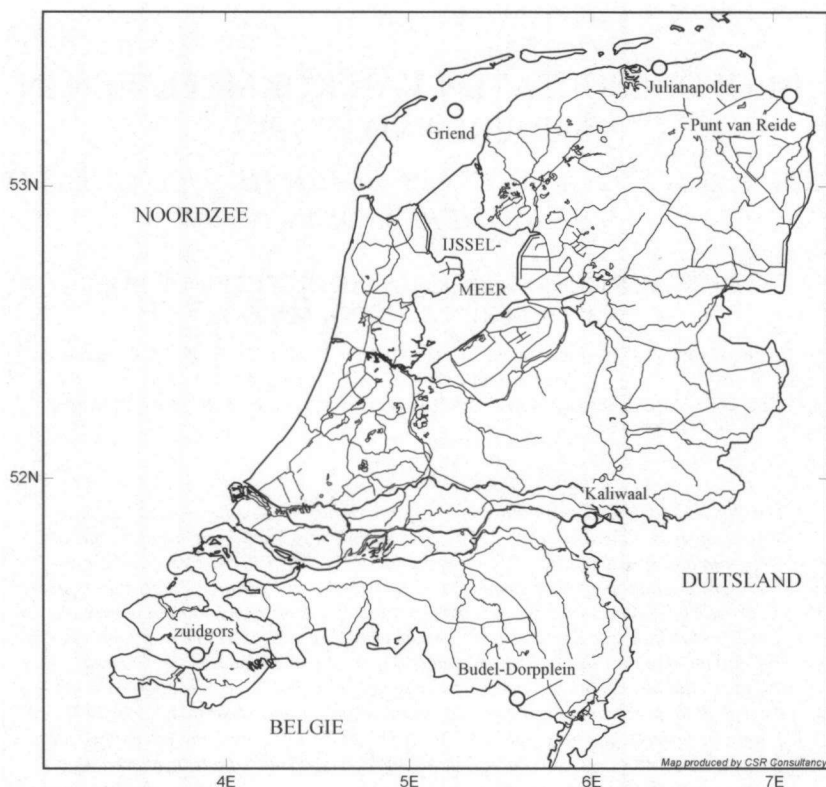 Julianapolder
Griend
Punt van Reide
53N
NOORDZEE
IJSSEL-
MEER
52N
Kaliwaal
DUITSLAND
zuidgors
Budel-Dorpplein
BELGIE
Map produced by CSR Consultancy
4E
5E
6E
7E